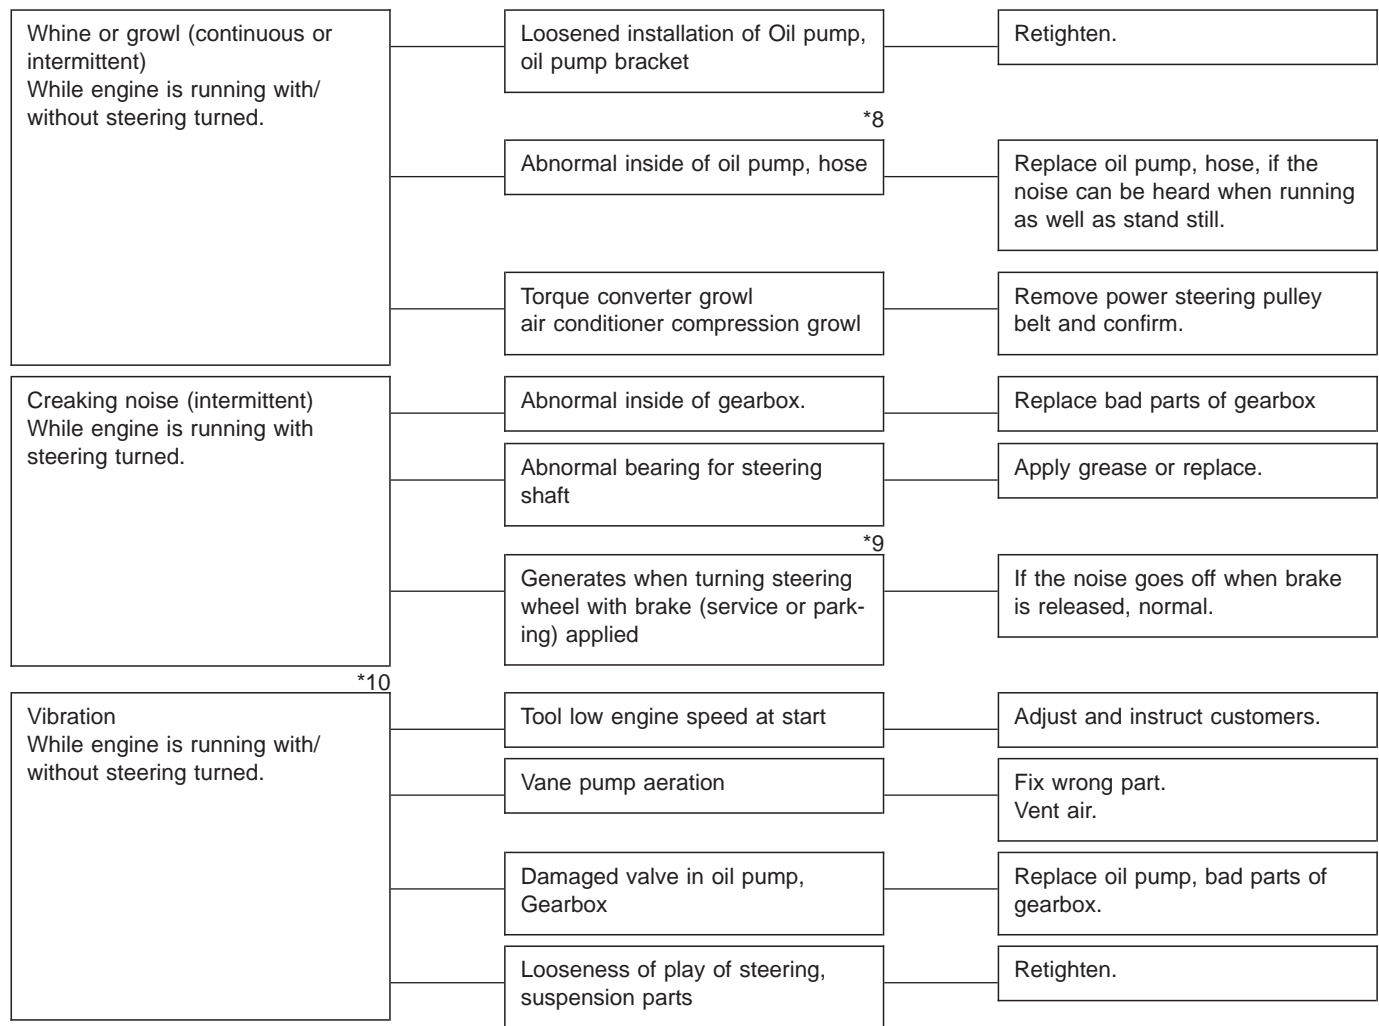 Whine or growl (continuous or
intermittent)
While engine is running with/
without steering turned.
Loosened installation of Oil pump,
oil pump bracket
Retighten.
*8
Abnormal inside of oil pump, hose
Replace oil pump, hose, if the
noise can be heard when running
as well as stand still.
Torque converter growl
air conditioner compression growl
Remove power steering pulley
belt and confirm.
Creaking noise (intermittent)
While engine is running with
steering turned.
Abnormal inside of gearbox.
Replace bad parts of gearbox
Abnormal bearing for steering
shaft
Apply grease or replace.
*9
Generates when turning steering
wheel with brake (service or park-
ing) applied
If the noise goes off when brake
is released, normal.
*10
Vibration
While engine is running with/
without steering turned.
Tool low engine speed at start
Adjust and instruct customers.
Vane pump aeration
Fix wrong part.
Vent air.
Damaged valve in oil pump,
Gearbox
Replace oil pump, bad parts of
gearbox.
Looseness of play of steering,
suspension parts
Retighten.